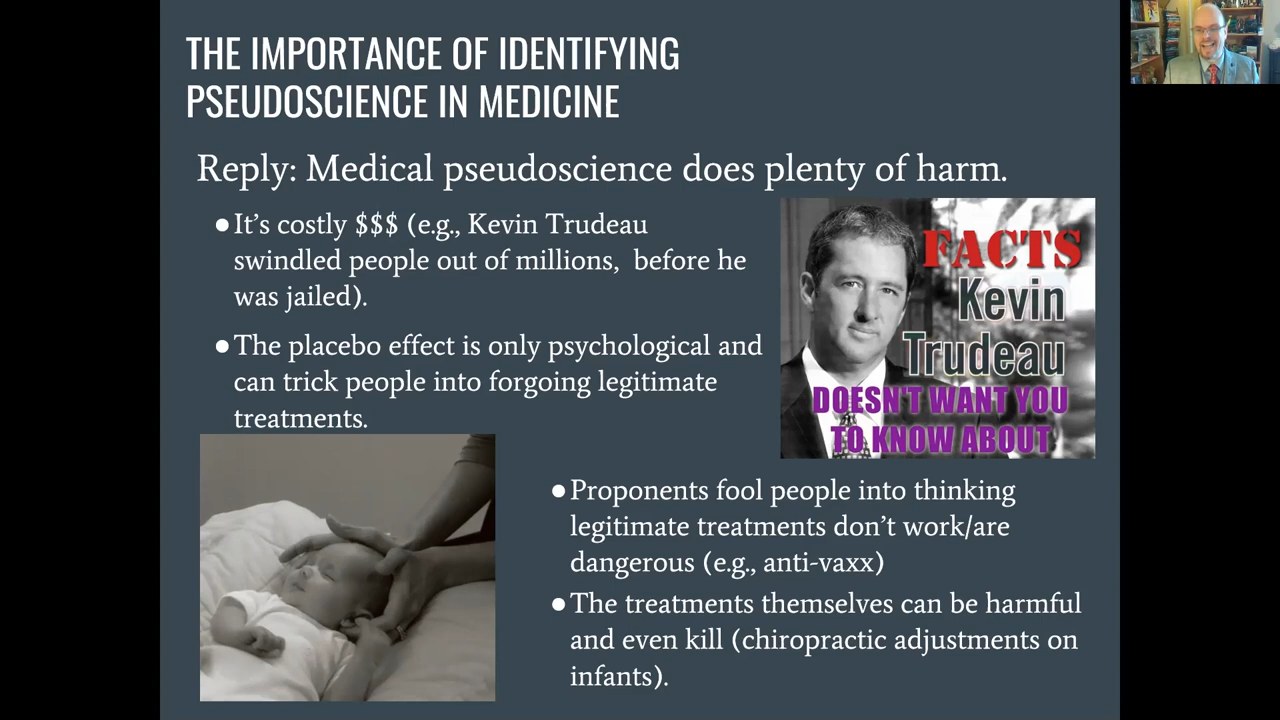 THE IMPORTANCE OF IDENTIFYING
PSEUDOSCIENCE IN MEDICINE
Reply: Medical pseudoscience does plenty of harm.
●It’s costly $$$ (e.g., Kevin Trudeau
swindled people out of millions, before he
was jailed).
●The placebo effect is only psychological and
can trick people into forgoing legitimate
treatments.
FACTS
Kevin
Trudeau
DOESN'T WANT YOU
TO KNOW ABOUT
●Proponents fool people into thinking
legitimate treatments don’t work/are
dangerous (e.g., anti-vaxx)
●The treatments themselves can be harmful
and even kill (chiropractic adjustments on
infants).